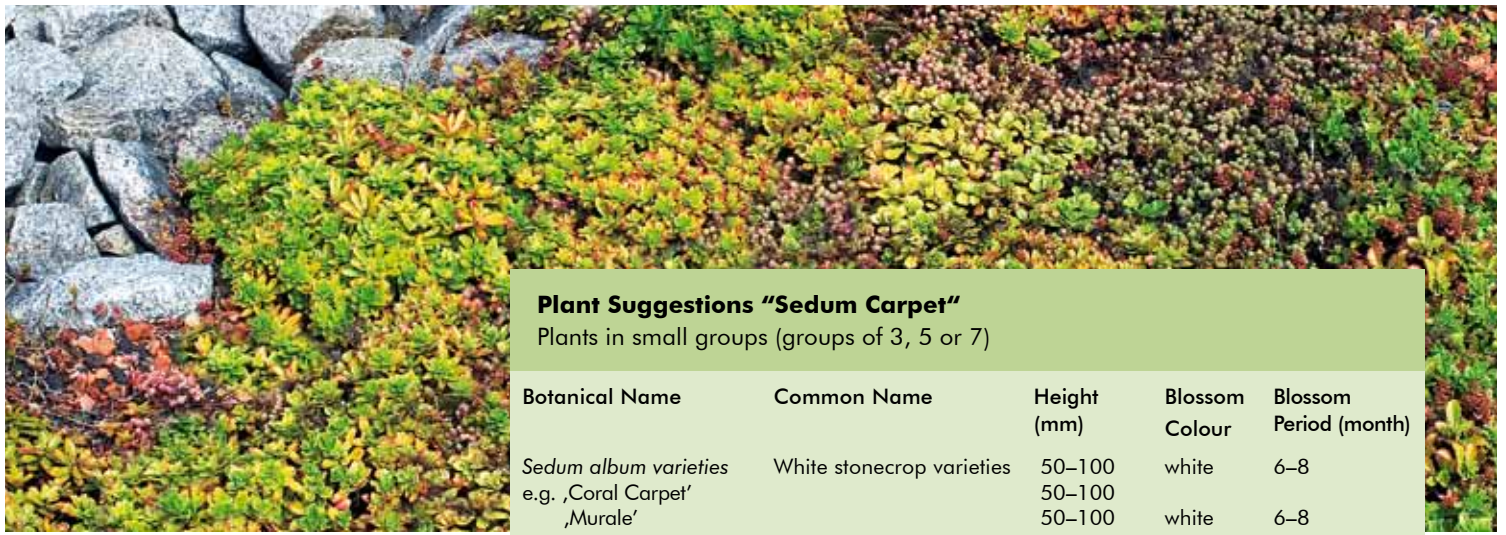 Plant Suggestions “Sedum Carpet“
Plants in small groups (groups of 3, 5 or 7)
Botanical Name Common Name Height (mm) Blossom Colour Blossom Period (month)
Sedum album varieties White stonecrop varieties 50–100 white 6–8
e.g. ‚Coral Carpet’ 50–100
‚Murale’ 50–100 white 6–8